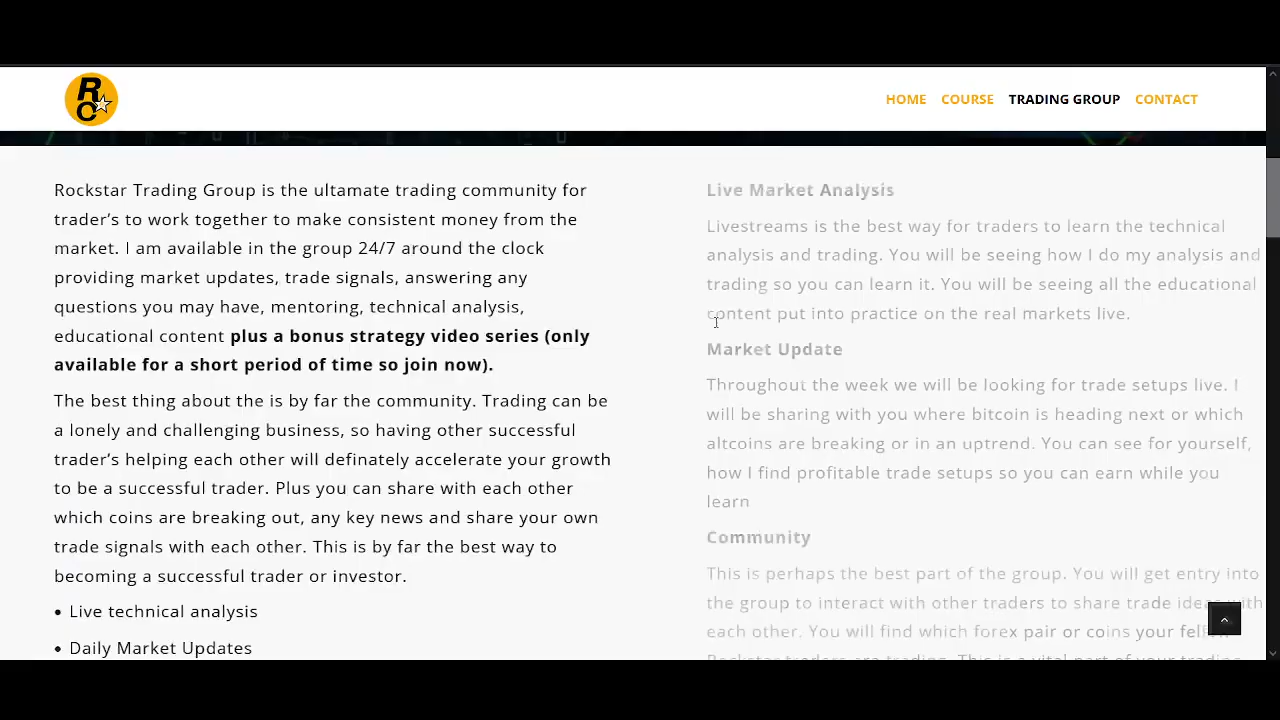 R
C
HOME COURSE TRADING GROUP CONTACT
Rockstar Trading Group is the ultamate trading community for
trader's to work together to make consistent money from the
market. I am available in the group 24/7 around the clock
providing market updates, trade signals, answering any
questions you may have, mentoring, technical analysis,
educational content plus a bonus strategy video series (only
available for a short period of time so join now).
The best thing about the is by far the community. Trading can be
a lonely and challenging business, so having other successful
trader's helping each other will definately accelerate your growth
to be a successful trader. Plus you can share with each other
which coins are breaking out, any key news and share your own
trade signals with each other. This is by far the best way to
becoming a successful trader or investor.
• Live technical analysis
• Daily Market Updates
Live Market Analysis
Livestreams is the best way for traders to learn the technical
analysis and trading. You will be seeing how I do my analysis and
trading so you can learn it. You will be seeing all the educational
content put into practice on the real markets live.
Market Update
Throughout the week we will be looking for trade setups live. I
will be sharing with you where bitcoin is heading next or which
altcoins are breaking or in an uptrend. You can see for yourself,
how I find profitable trade setups so you can earn while you
learn
Community
This is perhaps the best part of the group. You will get entry into
the group to interact with other traders to share trade ideas with
each other. You will find which forex pair or coins your fellow
Rockstar traders are trading. This is a vital part of your trading